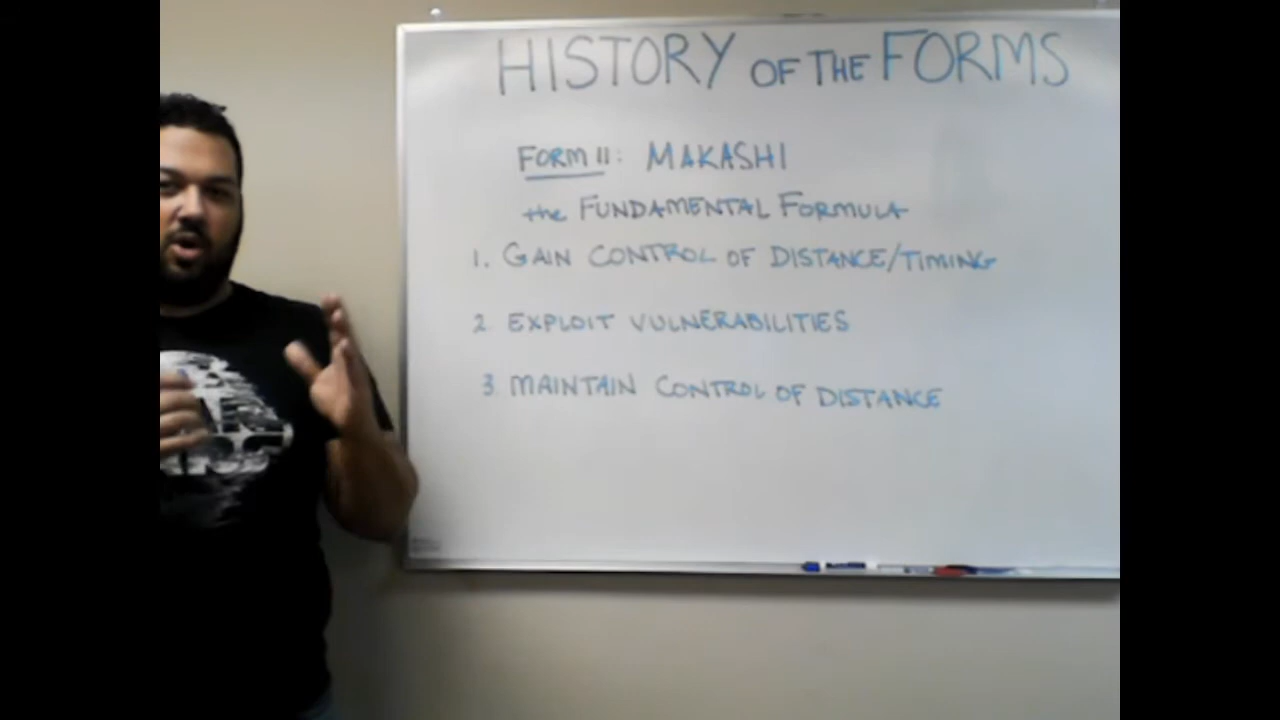 HISTORY OF THE FORMS
FORM II: MAKASHI
the FUNDAMENTAL FORMULA
1. GAIN CONTROL OF DISTANCE/TIMING
2. EXPLOIT VULNERABILITIES
3. MAINTAIN CONTROL OF DISTANCE